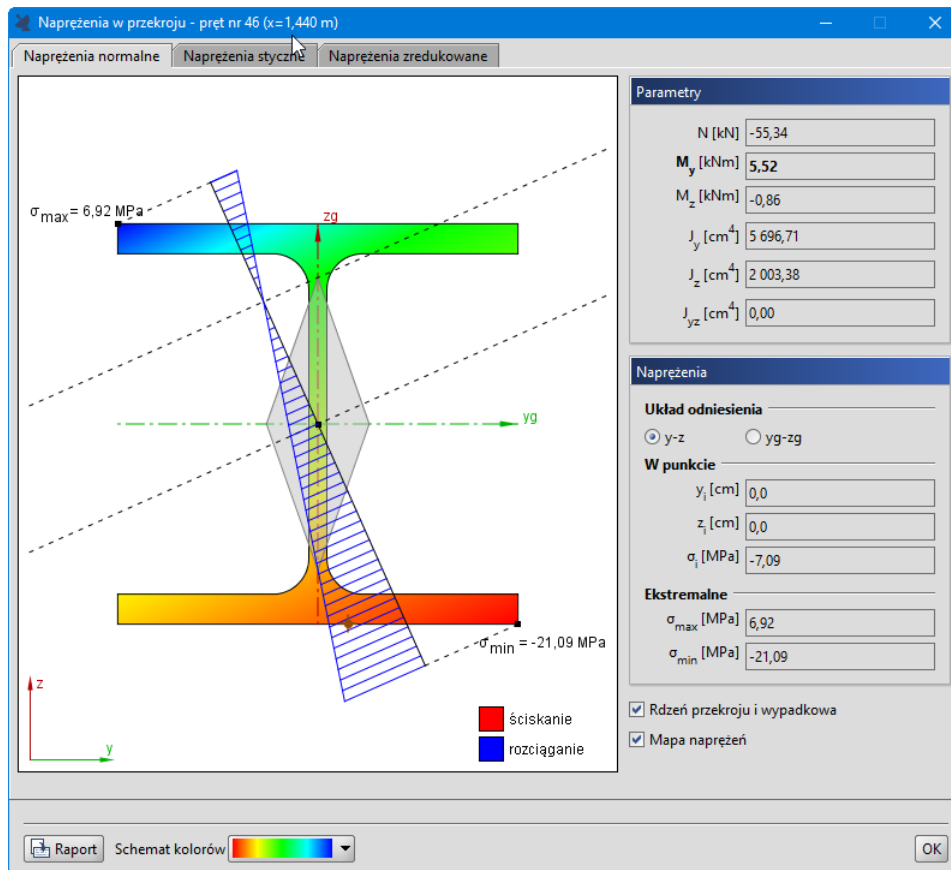 Naprężenia w przekroju - pręt nr 46 (x=1,440 m)
Naprężenia normalne
Naprężenia styczne
Naprężenia zredukowane
σmax= 6,92 MPa
zg
yg
σmin = -21,09 MPa
z
y
ściskanie
rozciąganie
Parametry
N [kN] -55,34
My [kNm] 5,52
Mz [kNm] -0,86
Jy [cm4] 5 696,71
Jz [cm4] 2 003,38
Jyz [cm4] 0,00
Naprężenia
Układ odniesienia
y-z yg-zg
W punkcie
yi [cm] 0,0
zi [cm] 0,0
σi [MPa] -7,09
Ekstremalne
σmax [MPa] 6,92
σmin [MPa] -21,09
Rdzeń przekroju i wypadkowa
Mapa naprężeń
Raport
Schemat kolorów
OK